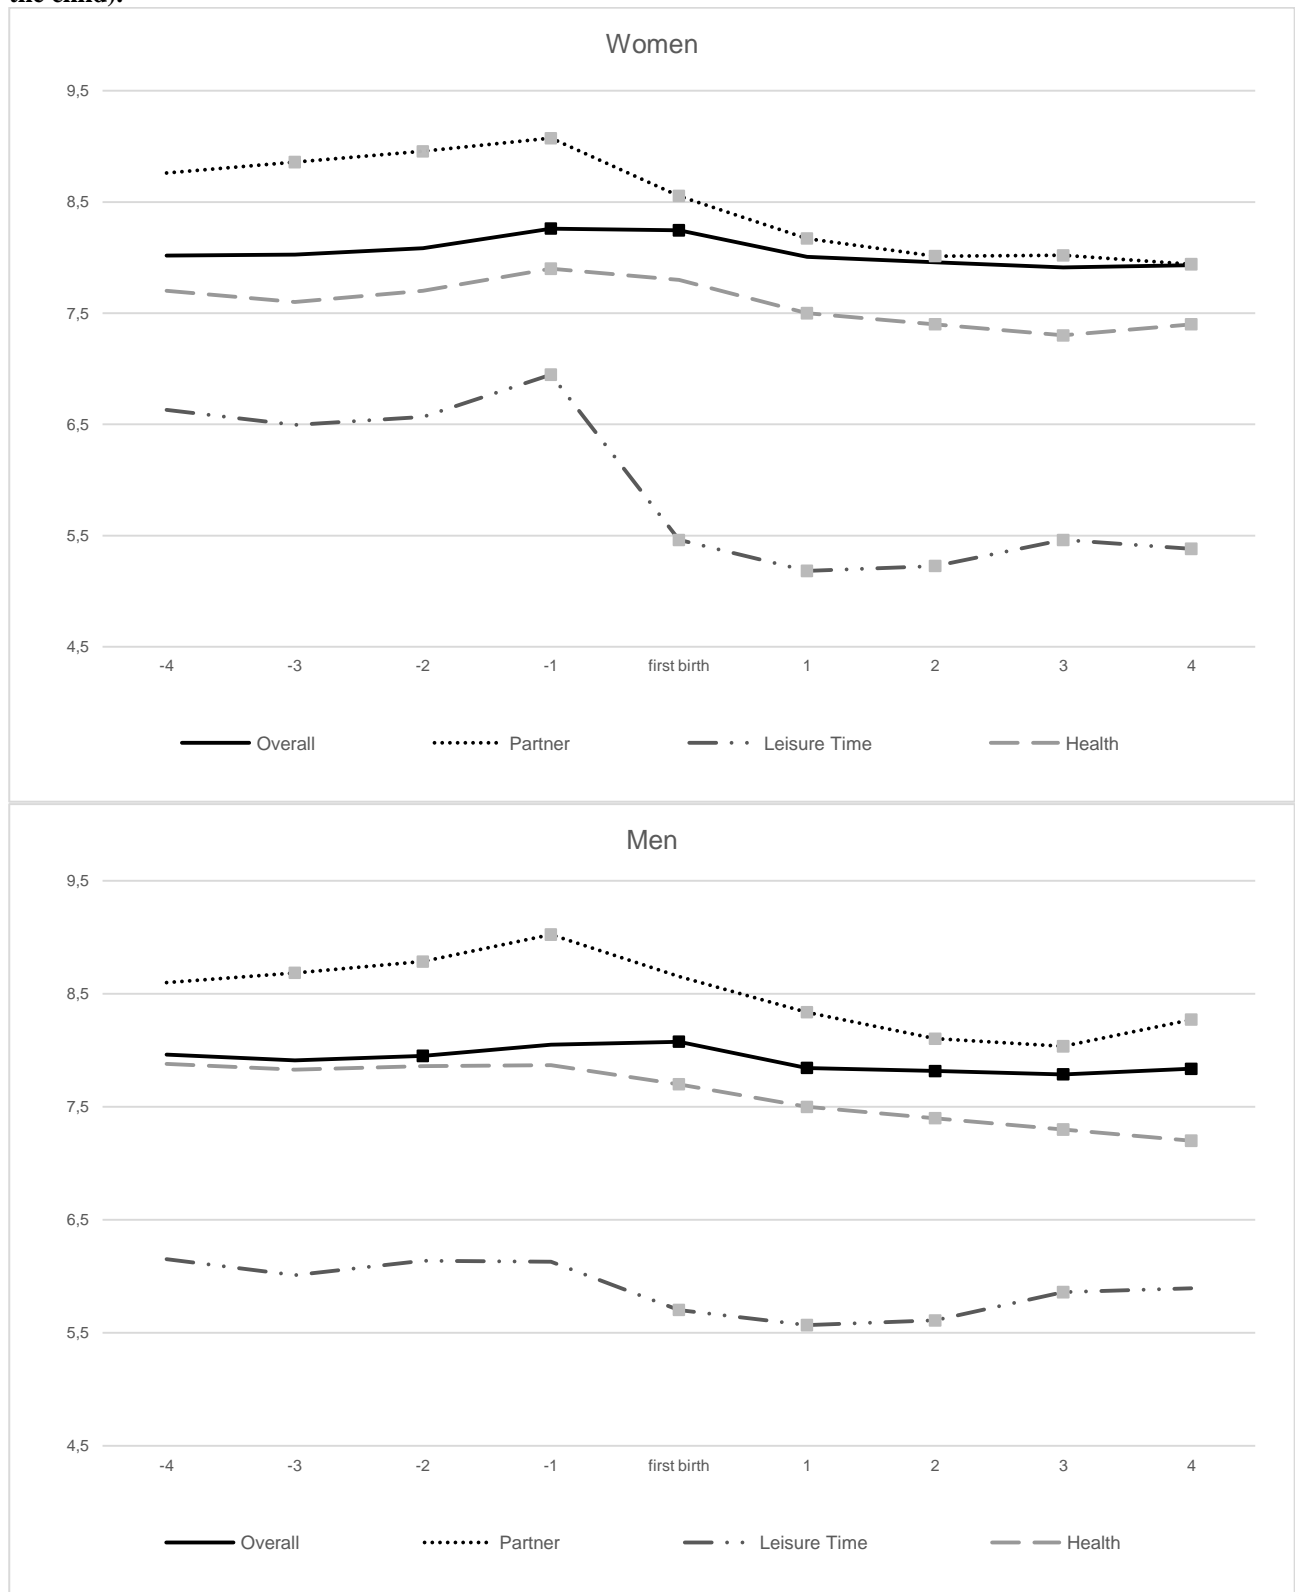 the child).
Women
9,5
8,5
7,5
6,5
5,5
4,5
-4 -3 -2 -1 first birth 1 2 3 4
Overall Partner Leisure Time Health
Men
9,5
8,5
7,5
6,5
5,5
4,5
-4 -3 -2 -1 first birth 1 2 3 4
Overall Partner Leisure Time Health